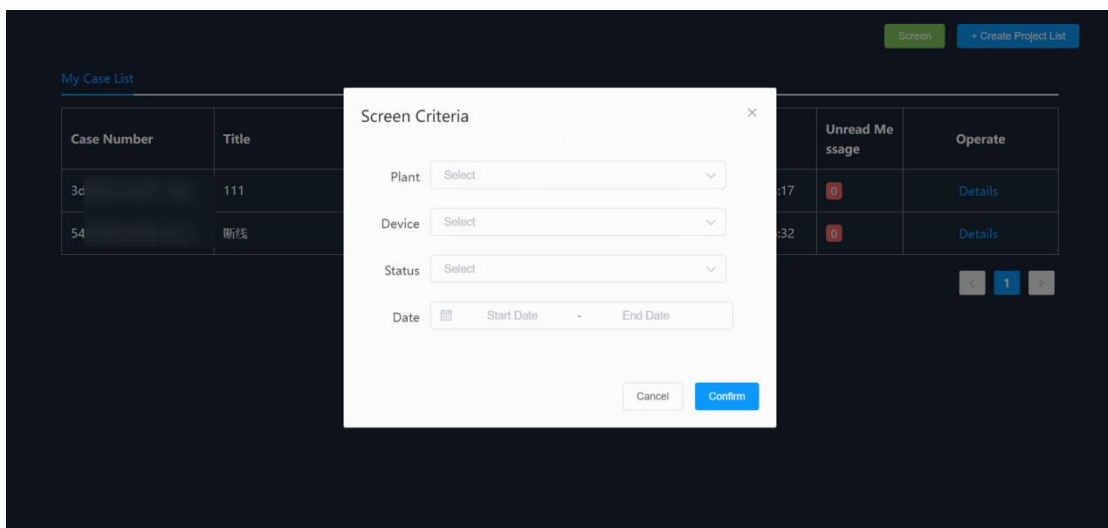 Screen
+ Create Project List
My Case List
Case Number
Title
Unread Me
ssage
Operate
3d
111
:17
0
Details
54
断线
:32
0
Details
1
Screen Criteria
Plant
Select
Device
Select
Status
Select
Date
Start Date - End Date
Cancel
Confirm